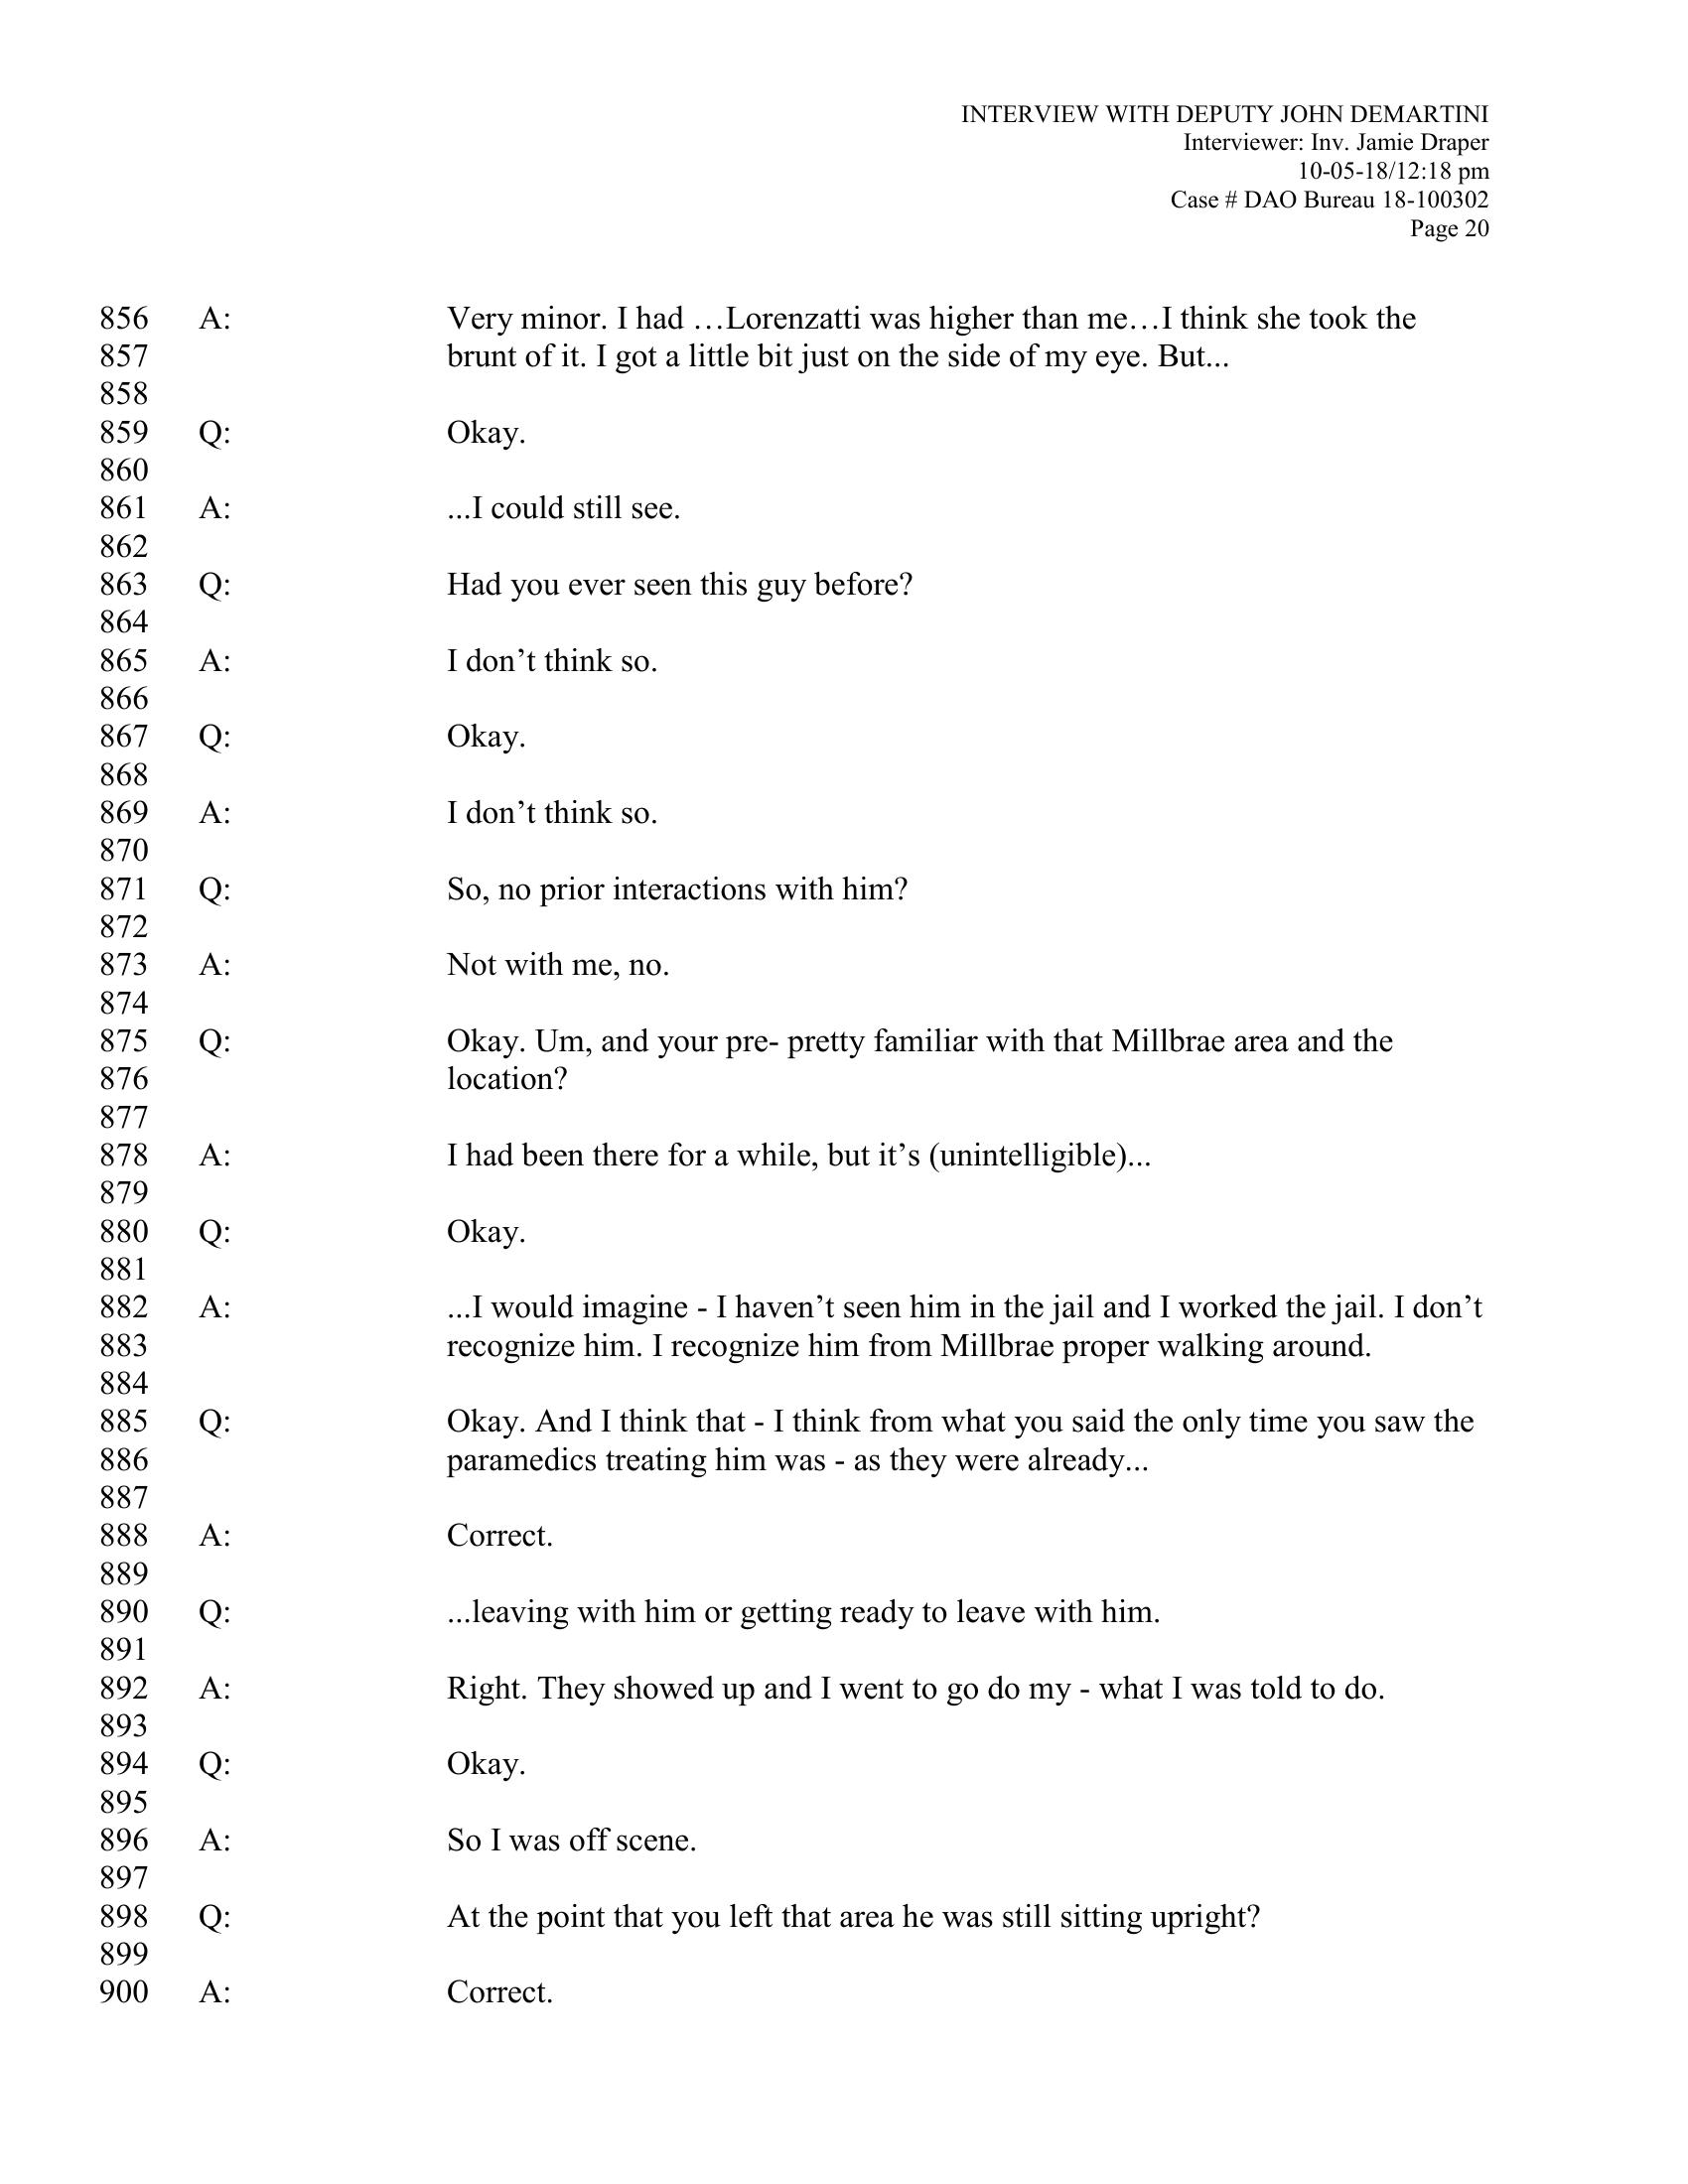 INTERVIEW WITH DEPUTY JOHN DEMARTINI
Interviewer: Inv. Jamie Draper
10-05-18/12:18 pm
Case # DAO Bureau 18-100302
Page 20
856 A: Very minor. I had …Lorenzatti was higher than me…I think she took the
857 brunt of it. I got a little bit just on the side of my eye. But...
858
859 Q: Okay.
860
861 A: ...I could still see.
862
863 Q: Had you ever seen this guy before?
864
865 A: I don’t think so.
866
867 Q: Okay.
868
869 A: I don’t think so.
870
871 Q: So, no prior interactions with him?
872
873 A: Not with me, no.
874
875 Q: Okay. Um, and your pre- pretty familiar with that Millbrae area and the
876 location?
877
878 A: I had been there for a while, but it’s (unintelligible)...
879
880 Q: Okay.
881
882 A: ...I would imagine - I haven’t seen him in the jail and I worked the jail. I don’t
883 recognize him. I recognize him from Millbrae proper walking around.
884
885 Q: Okay. And I think that - I think from what you said the only time you saw the
886 paramedics treating him was - as they were already...
887
888 A: Correct.
889
890 Q: ...leaving with him or getting ready to leave with him.
891
892 A: Right. They showed up and I went to go do my - what I was told to do.
893
894 Q: Okay.
895
896 A: So I was off scene.
897
898 Q: At the point that you left that area he was still sitting upright?
899
900 A: Correct.